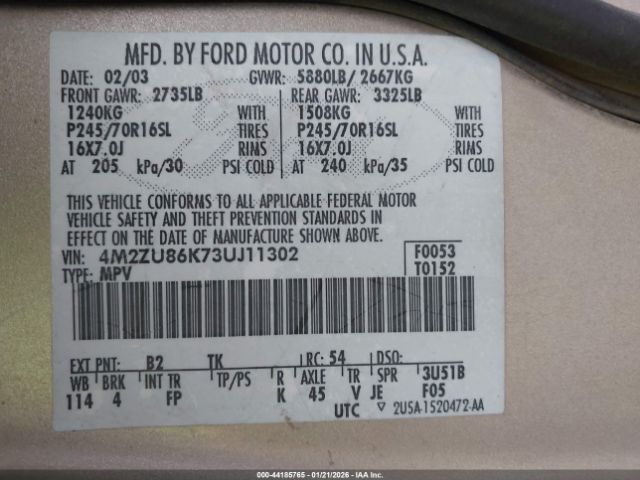 MFD. BY FORD MOTOR CO. IN U.S.A.
DATE: 02/03 GVWR: 5880LB/ 2667KG
FRONT GAWR: 2735LB REAR GAWR: 3325LB
1240KG WITH 1508KG WITH
P245/70R16SL TIRES P245/70R16SL TIRES
16X7.0J RIMS 16X7.0J RIMS
AT 205 kPa/30 PSI COLD AT 240 kPa/35 PSI COLD
THIS VEHICLE CONFORMS TO ALL APPLICABLE FEDERAL MOTOR
VEHICLE SAFETY AND THEFT PREVENTION STANDARDS IN
EFFECT ON THE DATE OF MANUFACTURE SHOWN ABOVE.
VIN: 4M2ZU86K73UJ11302 F0053
TYPE: MPV T0152
EXT PNT: B2 TK RC: 54 DSO:
WB BRK INT TR TP/PS R AXLE TR SPR 3U51B
114 4 FP K 45 V JE F05
UTC 2U5A-1520472-AA
000-44185765 - 01/21/2026 - IAA Inc.